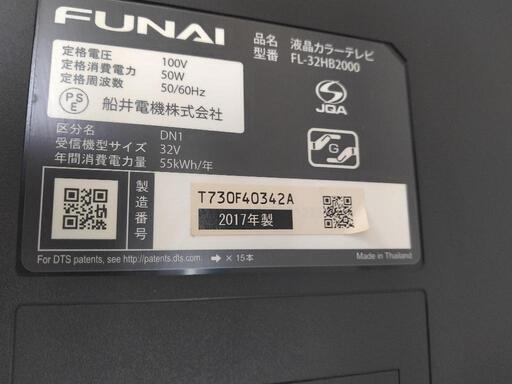 FUNAI
品名 液晶カラーテレビ
型番 FL-32HB2000
定格電圧 100V
定格消費電力 50W
定格周波数 50/60Hz
PSE 船井電機株式会社
JQA
G
区分名 DN1
受信機型サイズ 32V
年間消費電力量 55kWh/年
製造番号
T730F40342A
2017年製
For DTS patents, see http://patents.dts.com. → × 15本
Made in Thailand